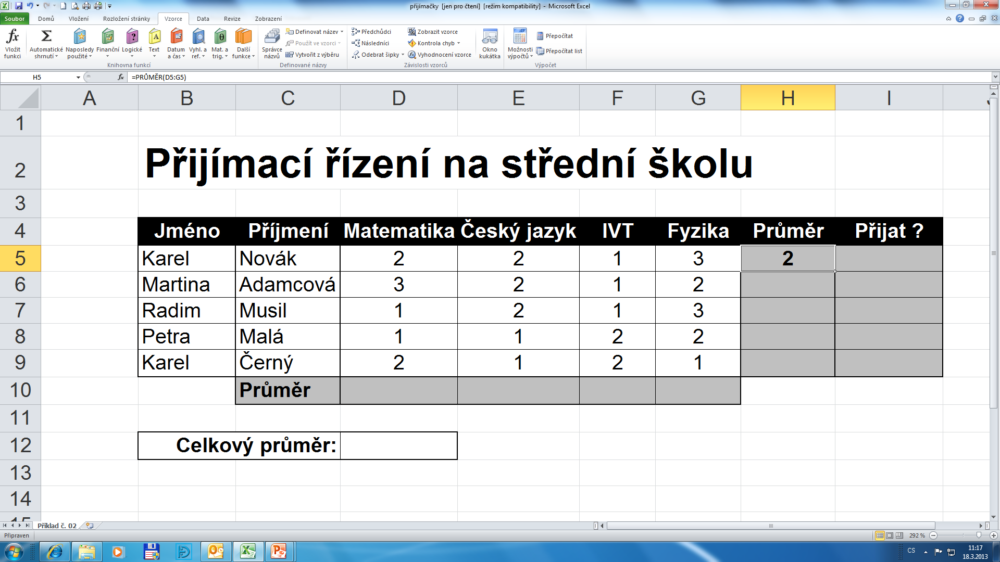 přijímačky [jen pro čtení] [režim kompatibility] - Microsoft Excel
Soubor Domů Vložení Rozložení stránky Vzorce Data Revize Zobrazení
Vložit funkci
Automatické shrnutí
Naposledy použité
Finanční
Logické
Text
Datum a čas
Vyhl. a ref.
Mat. a trig.
Další funkce
Knihovna funkcí
Správce názvů
Definovat název
Použít ve vzorci
Vytvořit z výběru
Definované názvy
Předchůdci
Následníci
Odebrat šipky
Zobrazit vzorce
Kontrola chyb
Vyhodnocení vzorce
Závislosti vzorců
Okno kukátka
Možnosti výpočtů
Přepočítat
Přepočítat list
Výpočet
H5 fx =PRŮMĚR(D5:G5)
A B C D E F G H I
1
2 Přijímací řízení na střední školu
3
4 Jméno Příjmení Matematika Český jazyk IVT Fyzika Průměr Přijat ?
5 Karel Novák 2 2 1 3 2
6 Martina Adamcová 3 2 1 2
7 Radim Musil 1 2 1 3
8 Petra Malá 1 1 2 2
9 Karel Černý 2 1 2 1
10 Průměr
11
12 Celkový průměr:
13
14
15
Příklad č. 02
Připraven 292 %
CS 11:17
18.3.2013